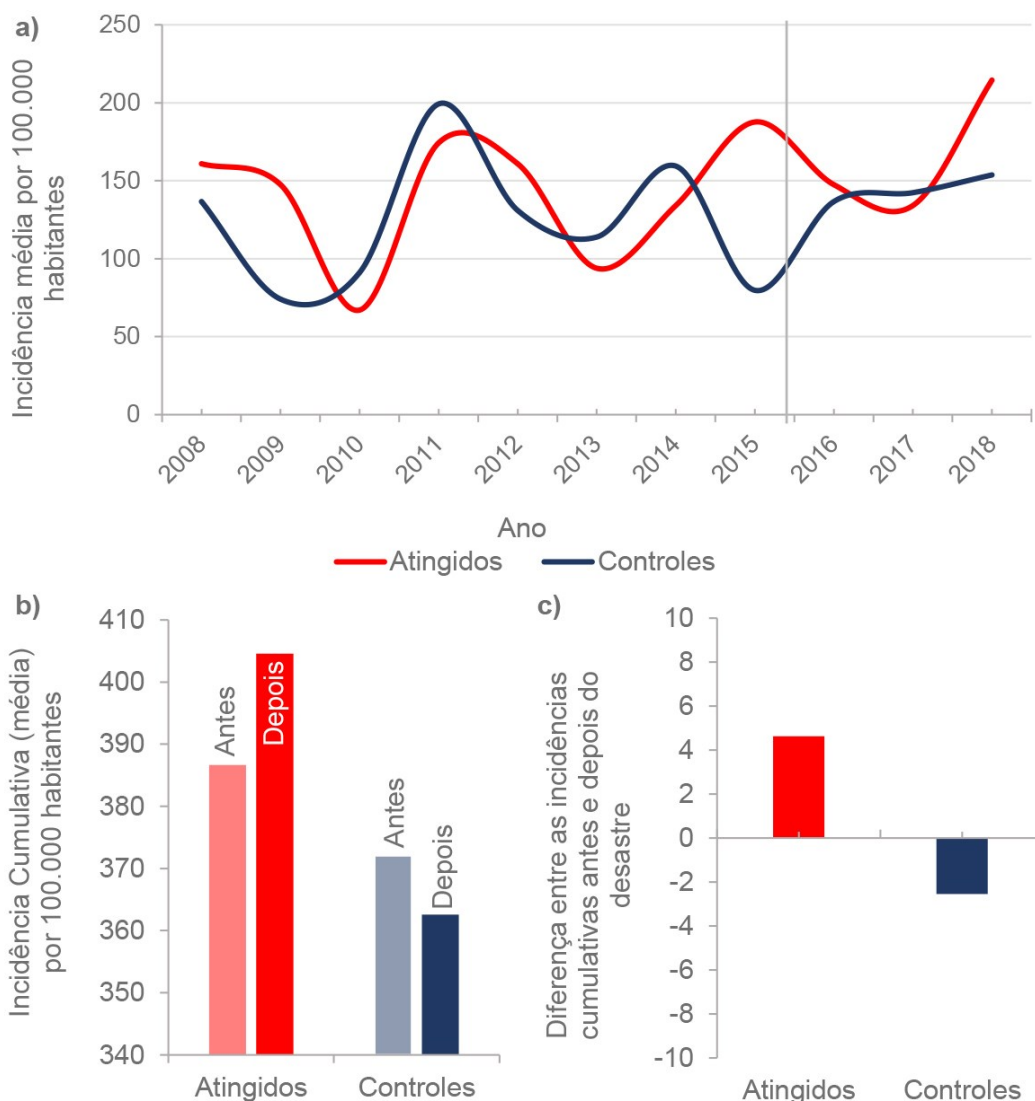 a)
Incidência média por 100.000
habitantes
250
200
150
100
50
0
2008
2009
2010
2011
2012
2013
2014
2015
2016
2017
2018
Ano
Atingidos
Controles
b)
Incidência Cumulativa (média)
por 100.000 habitantes
410
400
390
380
370
360
350
340
Antes
Depois
Antes
Depois
Atingidos
Controles
c)
Diferença entre as incidências
cumulativas antes e depois do
desastre
10
8
6
4
2
0
-2
-4
-6
-8
-10
Atingidos
Controles